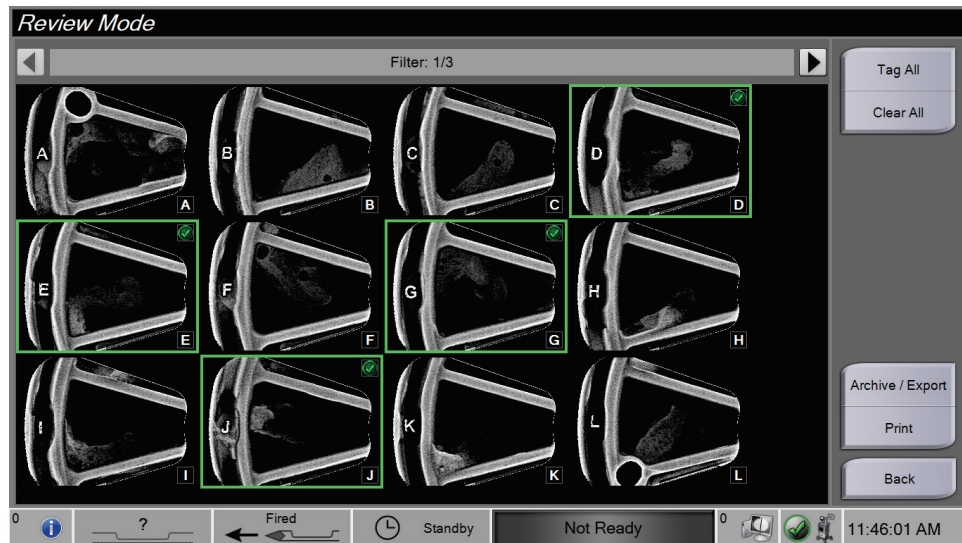 Review Mode
Filter: 1/3
Tag All
Clear All
A A
B B
C C
D D
E E
F F
G G
H H
I I
J J
K K
L L
Archive / Export
Print
Back
0 ? Fired Standby Not Ready 0 11:46:01 AM